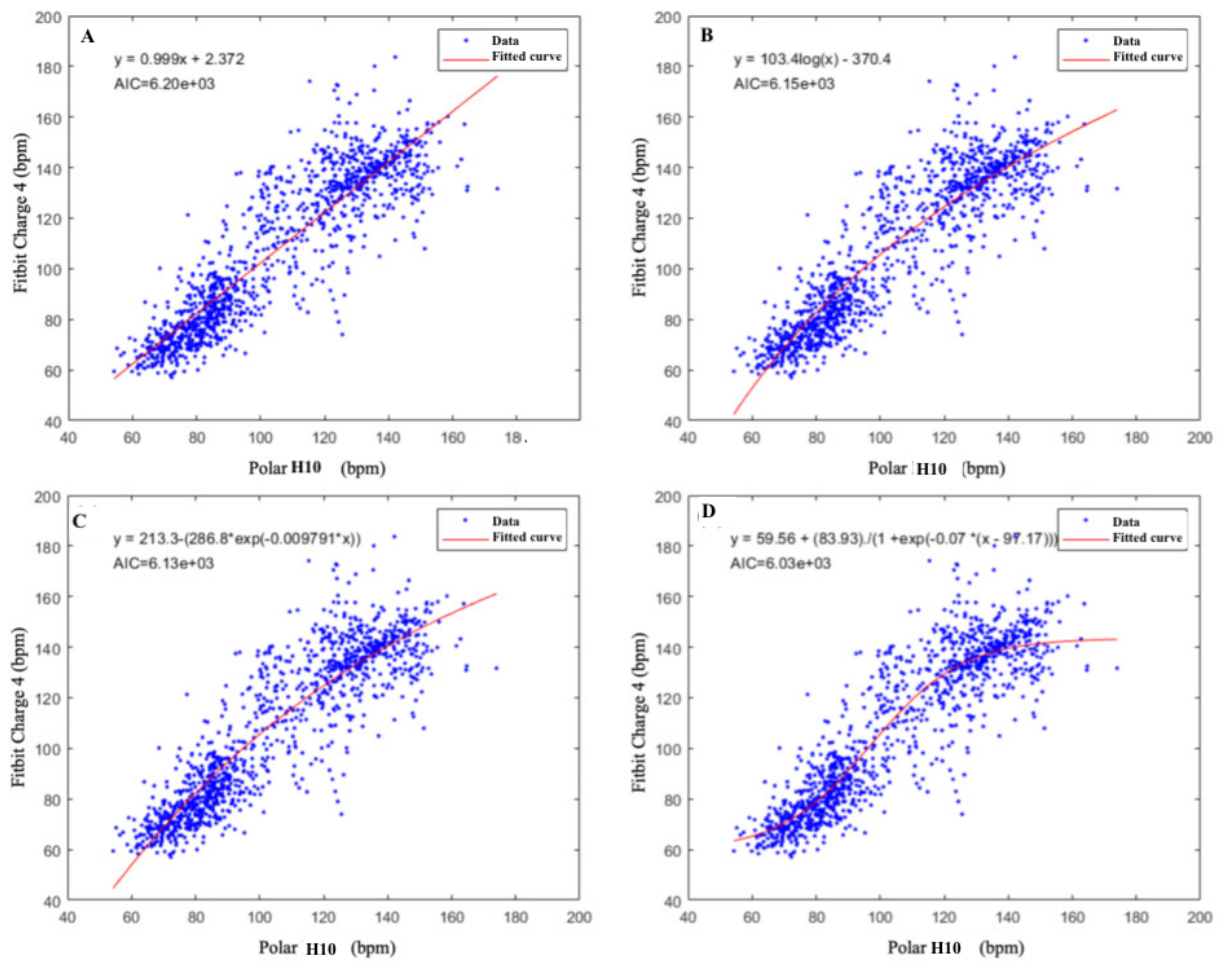 A
y = 0.999x + 2.372
AIC=6.20e+03
Data
Fitted curve
200
180
160
140
120
100
80
60
40
40 60 80 100 120 140 160 18
Fitbit Charge 4 (bpm)
Polar H10 (bpm)
B
y = 103.4log(x) - 370.4
AIC=6.15e+03
Data
Fitted curve
200
180
160
140
120
100
80
60
40
40 60 80 100 120 140 160 180 200
Fitbit Charge 4 (bpm)
Polar H10 (bpm)
C
y = 213.3-(286.8*exp(-0.009791*x))
AIC=6.13e+03
Data
Fitted curve
200
180
160
140
120
100
80
60
40
40 60 80 100 120 140 160 180 200
Fitbit Charge 4 (bpm)
Polar H10 (bpm)
D
y = 59.56 + (83.93)./(1 +exp(-0.07 *(x - 97.17)))
AIC=6.03e+03
Data
Fitted curve
200
180
160
140
120
100
80
60
40
40 60 80 100 120 140 160 180 200
Fitbit Charge 4 (bpm)
Polar H10 (bpm)